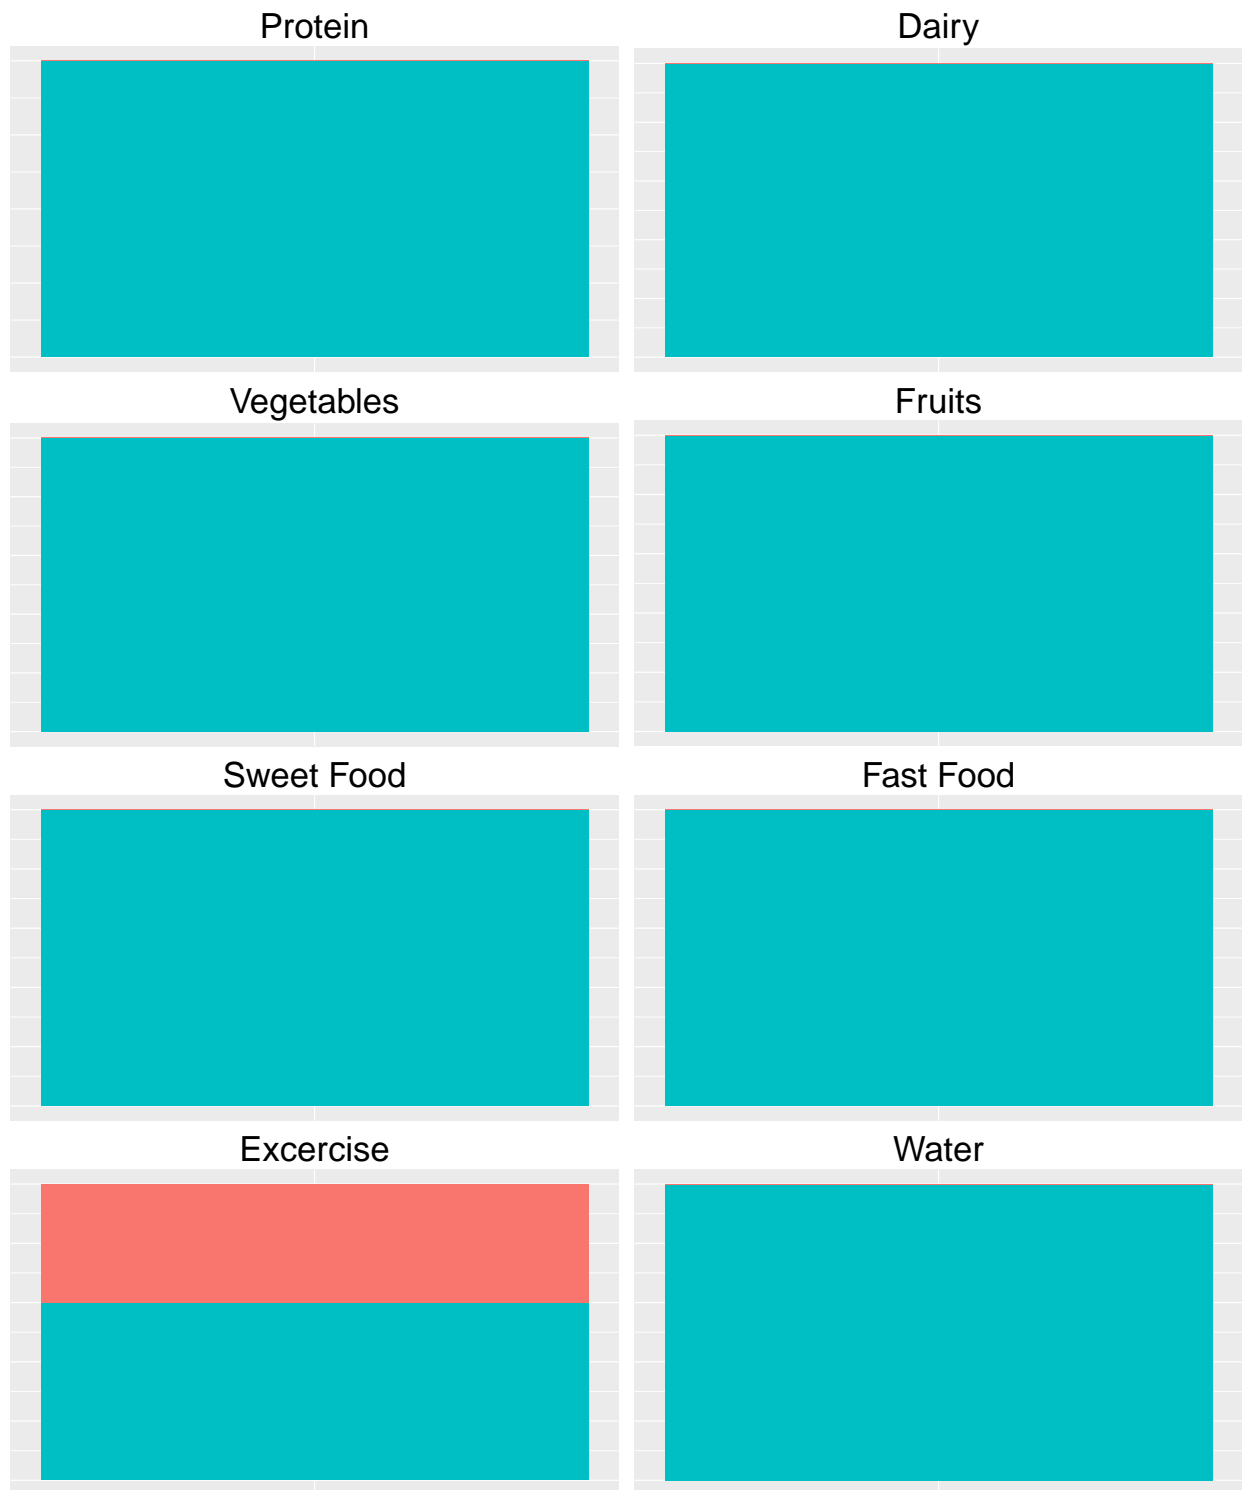 Protein
Dairy
Vegetables
Fruits
Sweet Food
Fast Food
Excercise
Water